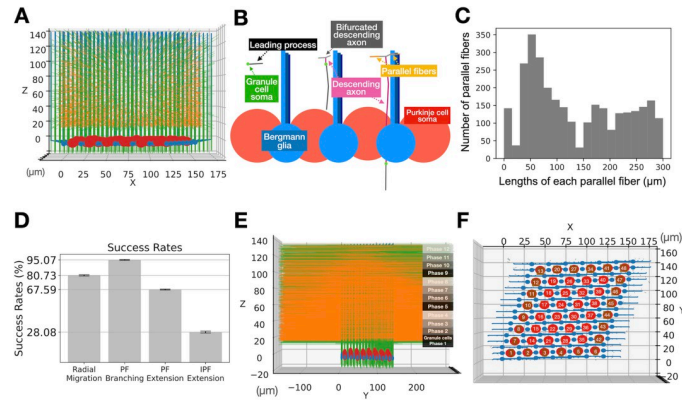 A
140
120
100
80
60
40
20
0
Z
(µm)
0 25 50 75 100 125 150 175
X
B
Leading process
Bifurcated
descending
axon
Granule
cell
soma
Descending
axon
Parallel fibers
Purkinje cell
soma
Bergmann
glia
C
Number of parallel fibers
350
300
250
200
150
100
50
0
0 50 100 150 200 250 300
Lengths of each parallel fiber (µm)
D
Success Rates
Success Rates (%)
95.07
80.73
67.59
28.08
Radial
Migration
PF
Branching
PF
Extension
IPF
Extension
E
140
120
100
80
60
40
20
0
−20
Z
Phase 11
Phase 10
Phase 9
Phase 7
Phase 6
Phase 5
Phase 3
Phase 2
Granule cells
Phase 1
(µm)
−100 0 100 200
Y
F
X
0 25 50 75 100 125 150 175 (µm)
160
140
120
100
80
60
40
20
0
−20